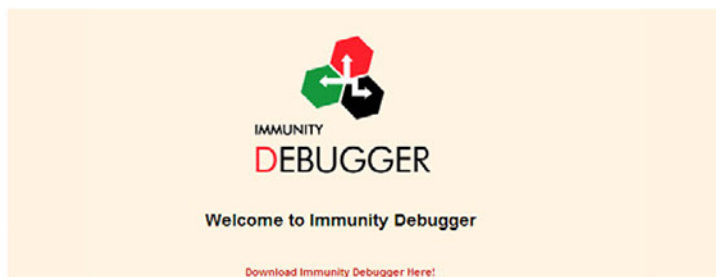 IMMUNITY
DEBUGGER
Welcome to Immunity Debugger
Download Immunity Debugger Here!